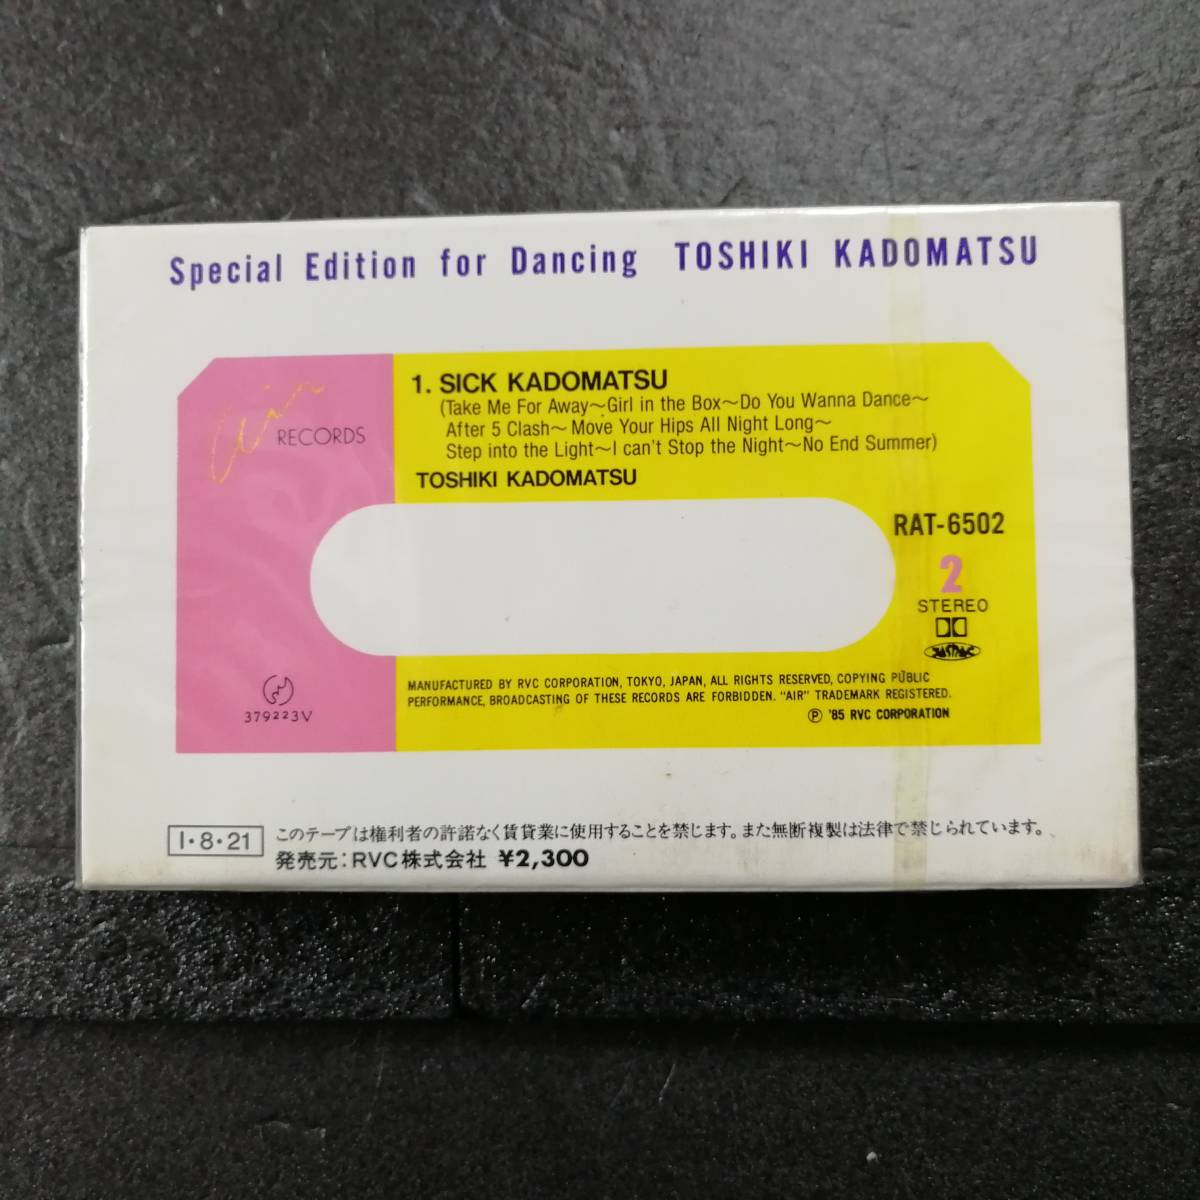 Special Edition for Dancing TOSHIKI KADOMATSU
Air RECORDS
1. SICK KADOMATSU
(Take Me For Away～Girl in the Box～Do You Wanna Dance～
After 5 Clash～Move Your Hips All Night Long～
Step into the Light～I can't Stop the Night～No End Summer)
TOSHIKI KADOMATSU
RAT-6502
2
STEREO
379223V
MANUFACTURED BY RVC CORPORATION, TOKYO, JAPAN, ALL RIGHTS RESERVED, COPYING PUBLIC
PERFORMANCE, BROADCASTING OF THESE RECORDS ARE FORBIDDEN. "AIR" TRADEMARK REGISTERED.
Ⓟ '85 RVC CORPORATION
I・8・21
このテープは権利者の許諾なく賃貸業に使用することを禁じます。また無断複製は法律で禁じられています。
発売元：RVC株式会社 ¥2,300